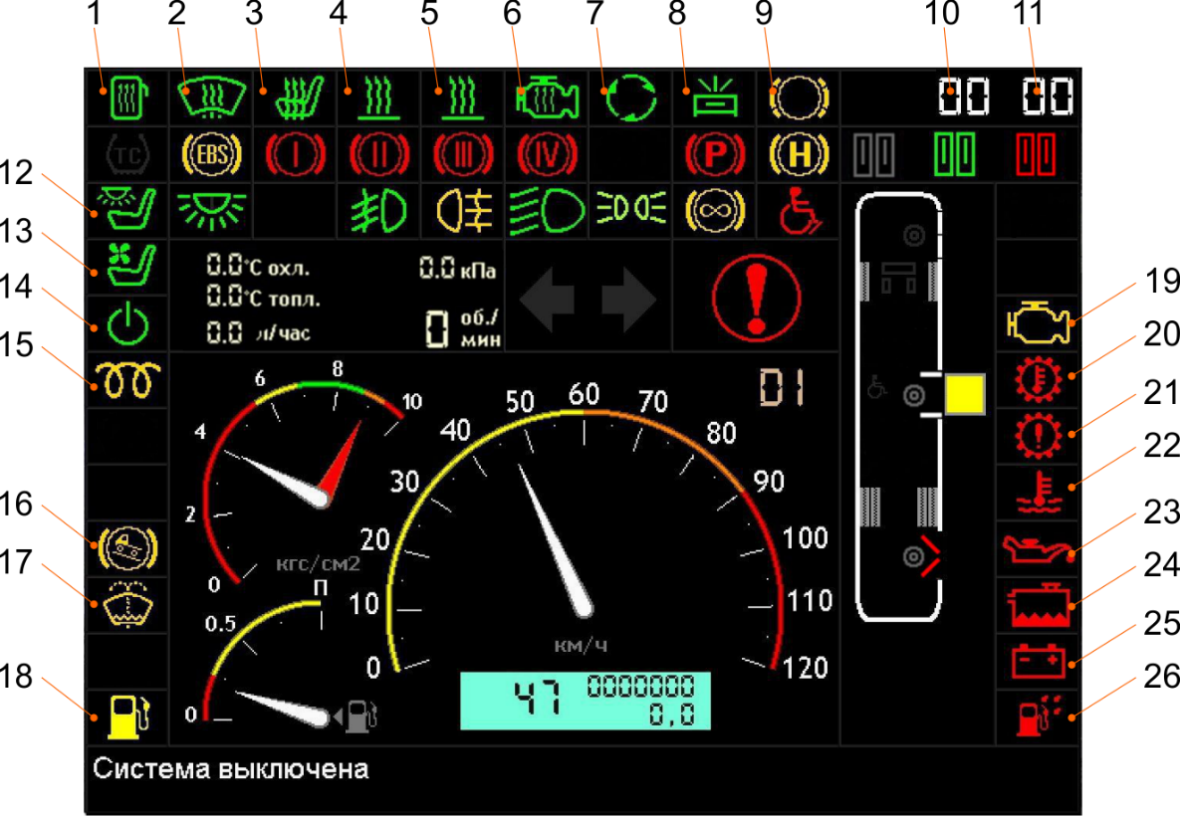 1 2 3 4 5 6 7 8 9 10 11
00 00
TC EBS I II III IV P H
12
13
0.0°C охл. 0.0 кПа
14
0.0°C топл.
0.0 л/час 0 об./мин
19
15
20
01
6 8 10
50 60 70
21
4 40 80
22
30 90
16 2
23
20 100
кгс/см2
24
17 0 П
10 110
0.5
25
км/ч
18
0 120
26
47 0000000
0 0,0
Система выключена